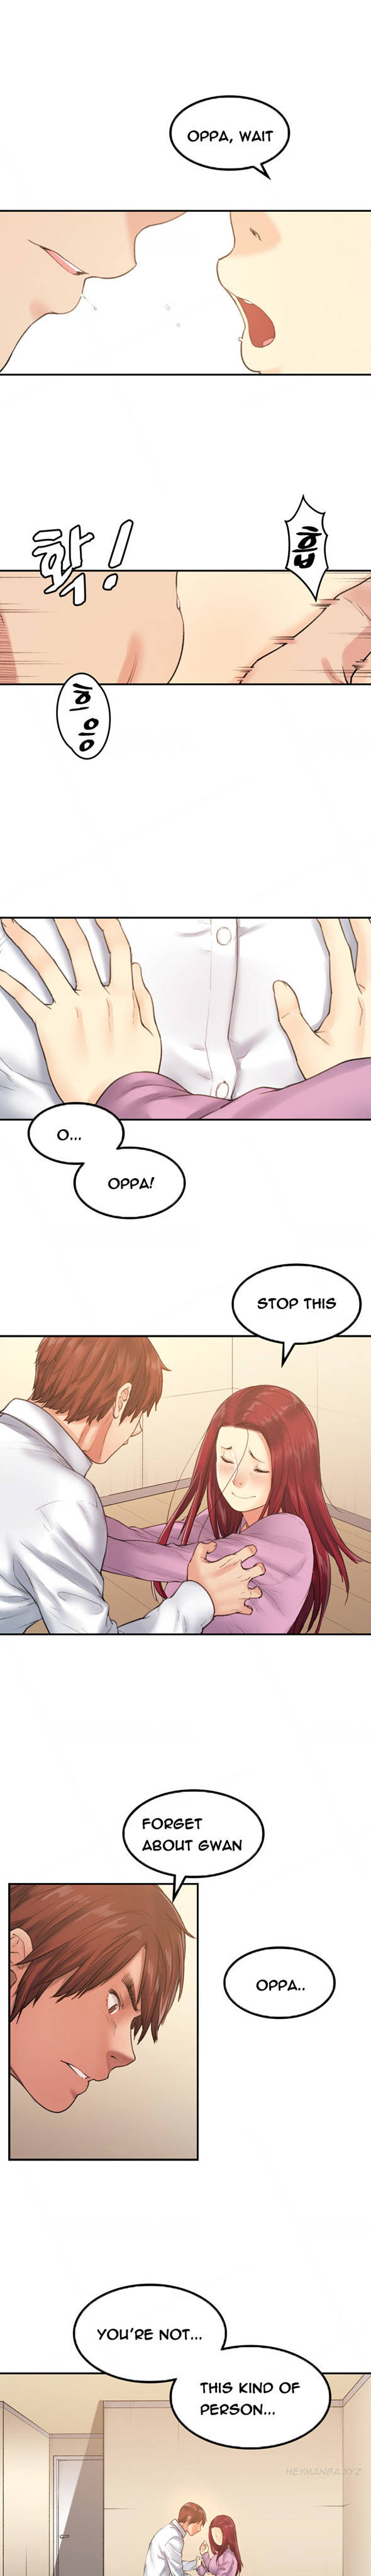 OPPA, WAIT
확!
흡
히
응
O...
OPPA!
STOP THIS
FORGET
ABOUT GWAN
OPPA..
YOU'RE NOT...
THIS KIND OF
PERSON...
HEYMANGA.XYZ